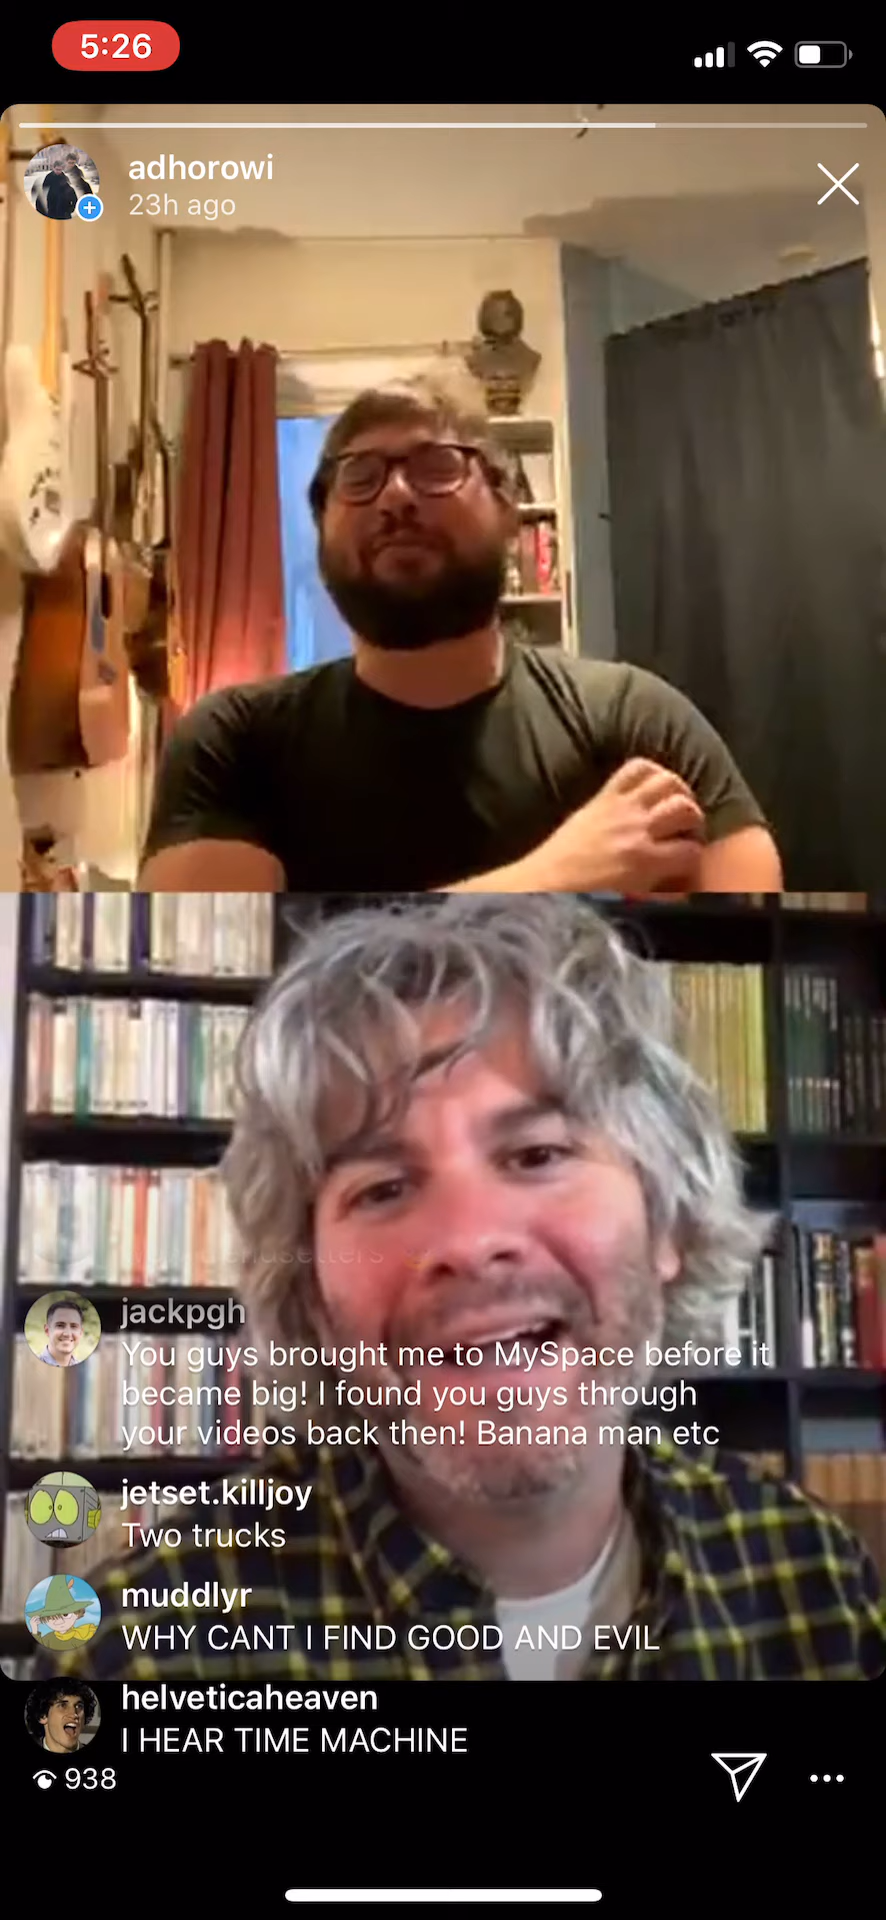 5:26
adhorowi
23h ago
jackpgh
You guys brought me to MySpace before it
became big! I found you guys through
your videos back then! Banana man etc
jetset.killjoy
Two trucks
muddlyr
WHY CANT I FIND GOOD AND EVIL
helveticaheaven
I HEAR TIME MACHINE
938